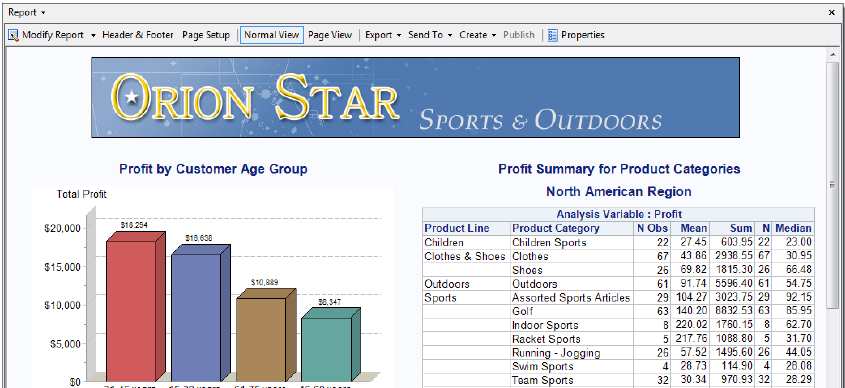 Report
Modify Report Header & Footer Page Setup Normal View Page View Export Send To Create Publish Properties
ORION STAR
SPORTS & OUTDOORS
Profit by Customer Age Group
Total Profit
$20,000
$15,000
$10,000
$5,000
$0
$18,294
$16,638
$10,889
$8,347
Profit Summary for Product Categories
North American Region
Analysis Variable : Profit
Product Line Product Category N Obs Mean Sum N Median
Children Children Sports 22 27.45 603.95 22 23.00
Clothes & Shoes Clothes 67 43.86 2938.55 67 30.95
Shoes 26 69.82 1815.30 26 66.48
Outdoors Outdoors 61 91.74 5596.40 61 54.75
Sports Assorted Sports Articles 29 104.27 3023.75 29 92.15
Golf 63 140.20 8832.53 63 85.95
Indoor Sports 8 220.02 1760.15 8 62.70
Racket Sports 5 217.76 1088.80 5 31.70
Running - Jogging 26 57.52 1495.60 26 44.05
Swim Sports 4 28.73 114.90 4 26.08
Team Sports 32 30.34 970.93 32 28.29